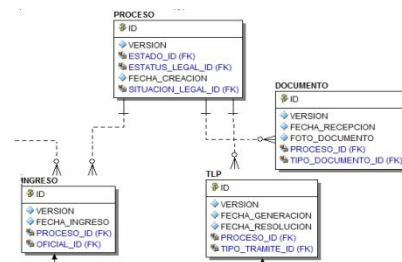 PROCESO
ID
VERSION
ESTADO_ID (FK)
ESTATUS_LEGAL_ID (FK)
FECHA_CREACION
SITUACION_LEGAL_ID (FK)
DOCUMENTO
ID
VERSION
FECHA_RECEPCION
FOTO_DOCUMENTO
PROCESO_ID (FK)
TIPO_DOCUMENTO_ID (FK)
INGRESO
ID
VERSION
FECHA_INGRESO
PROCESO_ID (FK)
OFICIAL_ID (FK)
TLP
ID
VERSION
FECHA_GENERACION
FECHA_RESOLUCION
PROCESO_ID (FK)
TIPO_TRAMITE_ID (FK)